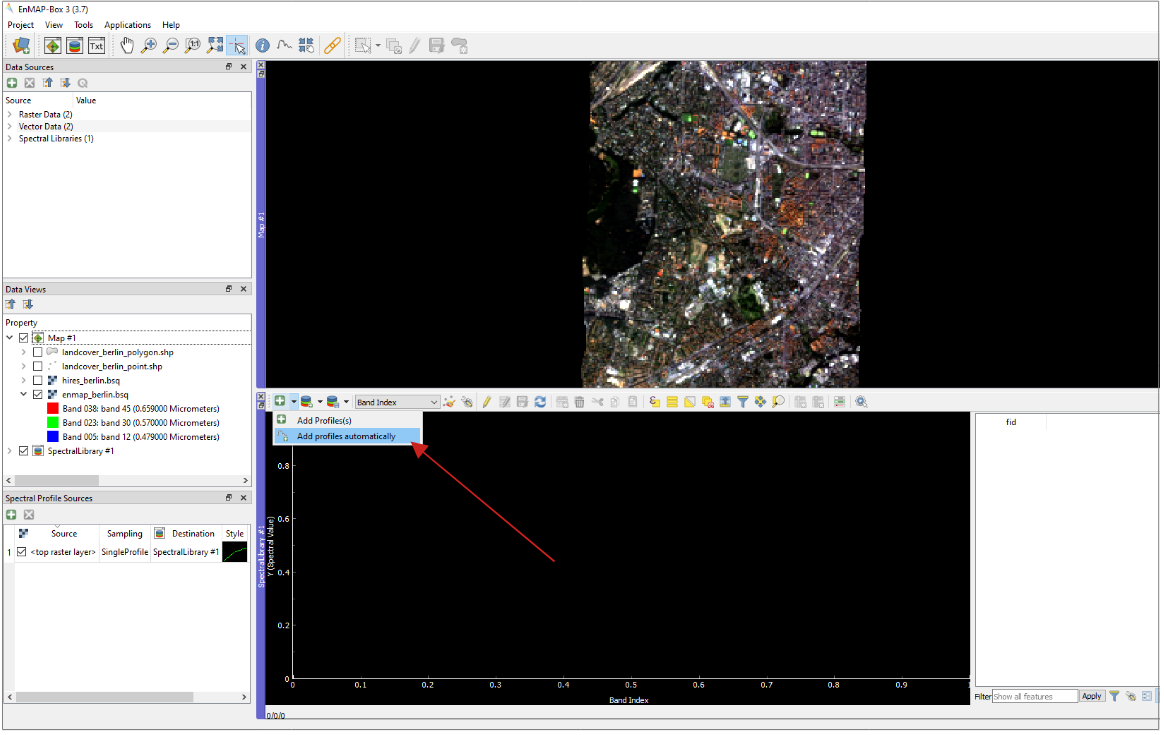 EnMAP-Box 3 (3.7)
Project View Tools Applications Help
Txt 1:1
Data Sources
Source Value
Raster Data (2)
Vector Data (2)
Spectral Libraries (1)
Map #1
Data Views
Property
Map #1
landcover_berlin_polygon.shp
landcover_berlin_point.shp
hires_berlin.bsq
enmap_berlin.bsq
Band 038: band 45 (0.659000 Micrometers)
Band 023: band 30 (0.570000 Micrometers)
Band 005: band 12 (0.479000 Micrometers)
SpectralLibrary #1
Spectral Profile Sources
Source Sampling Destination Style
1 <top raster layer> SingleProfile SpectralLibrary #1
Band Index
Add Profiles(s)
Add profiles automatically
SpectralLibrary #1
Y (Spectral Value)
0.8
0.6
0.4
0.2
0
0 0.1 0.2 0.3 0.4 0.5 0.6 0.7 0.8 0.9 1
Band Index
0/0/0
fid
Filter Show all features Apply